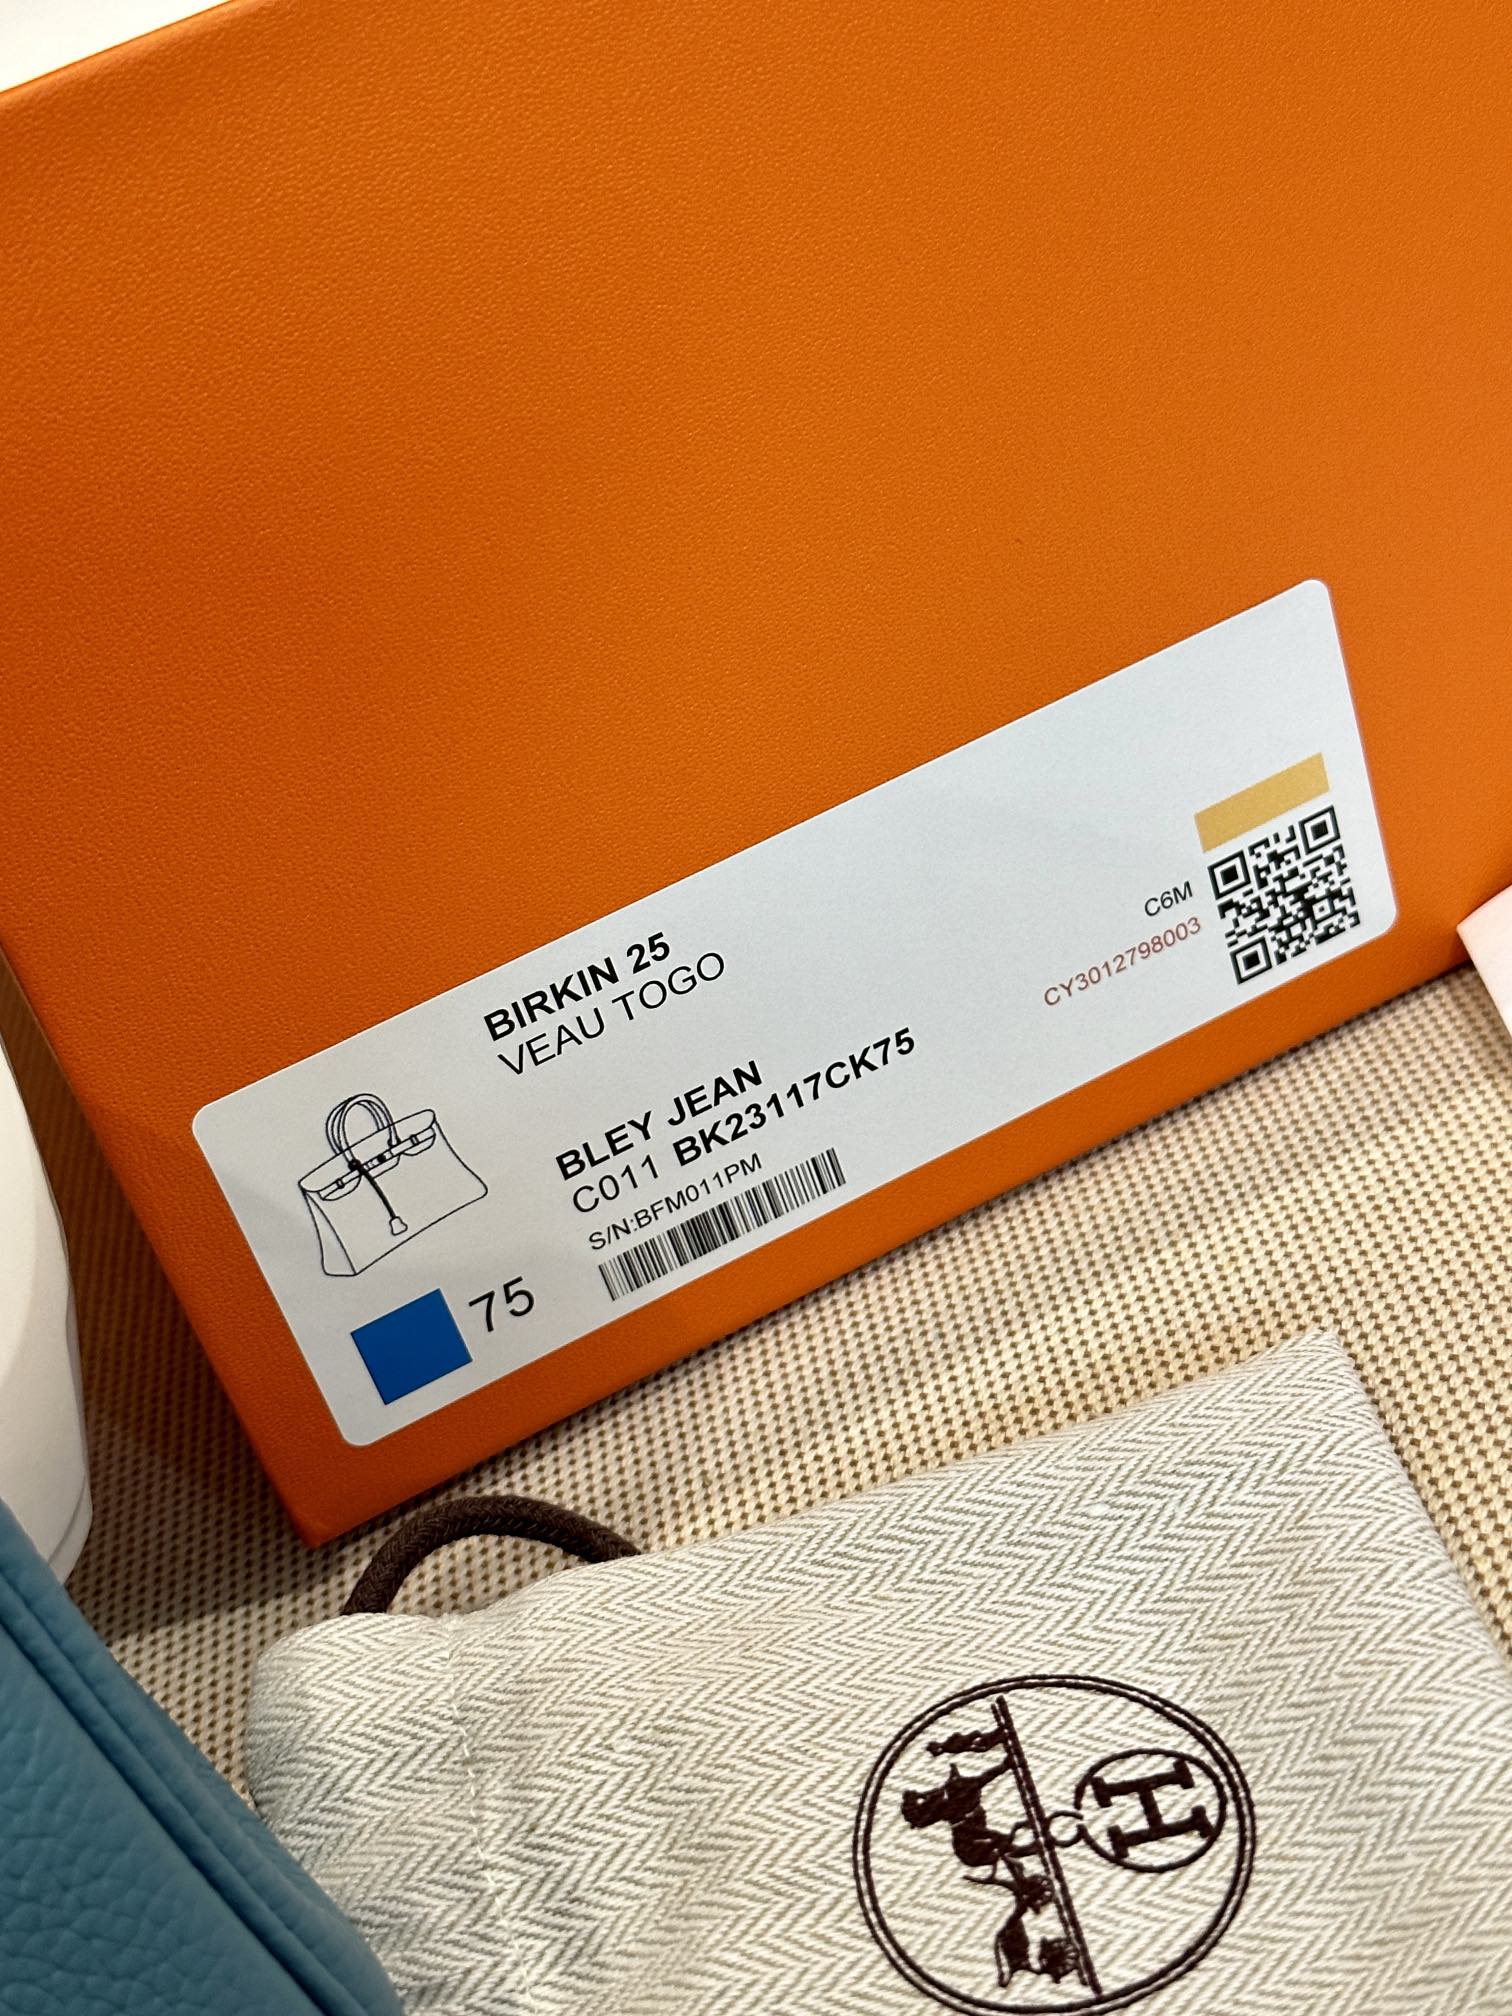 BIRKIN 25
VEAU TOGO
BLEY JEAN
C011 BK23117CK75
S/N:BFM011PM
75
C6M
CY3012798003
H